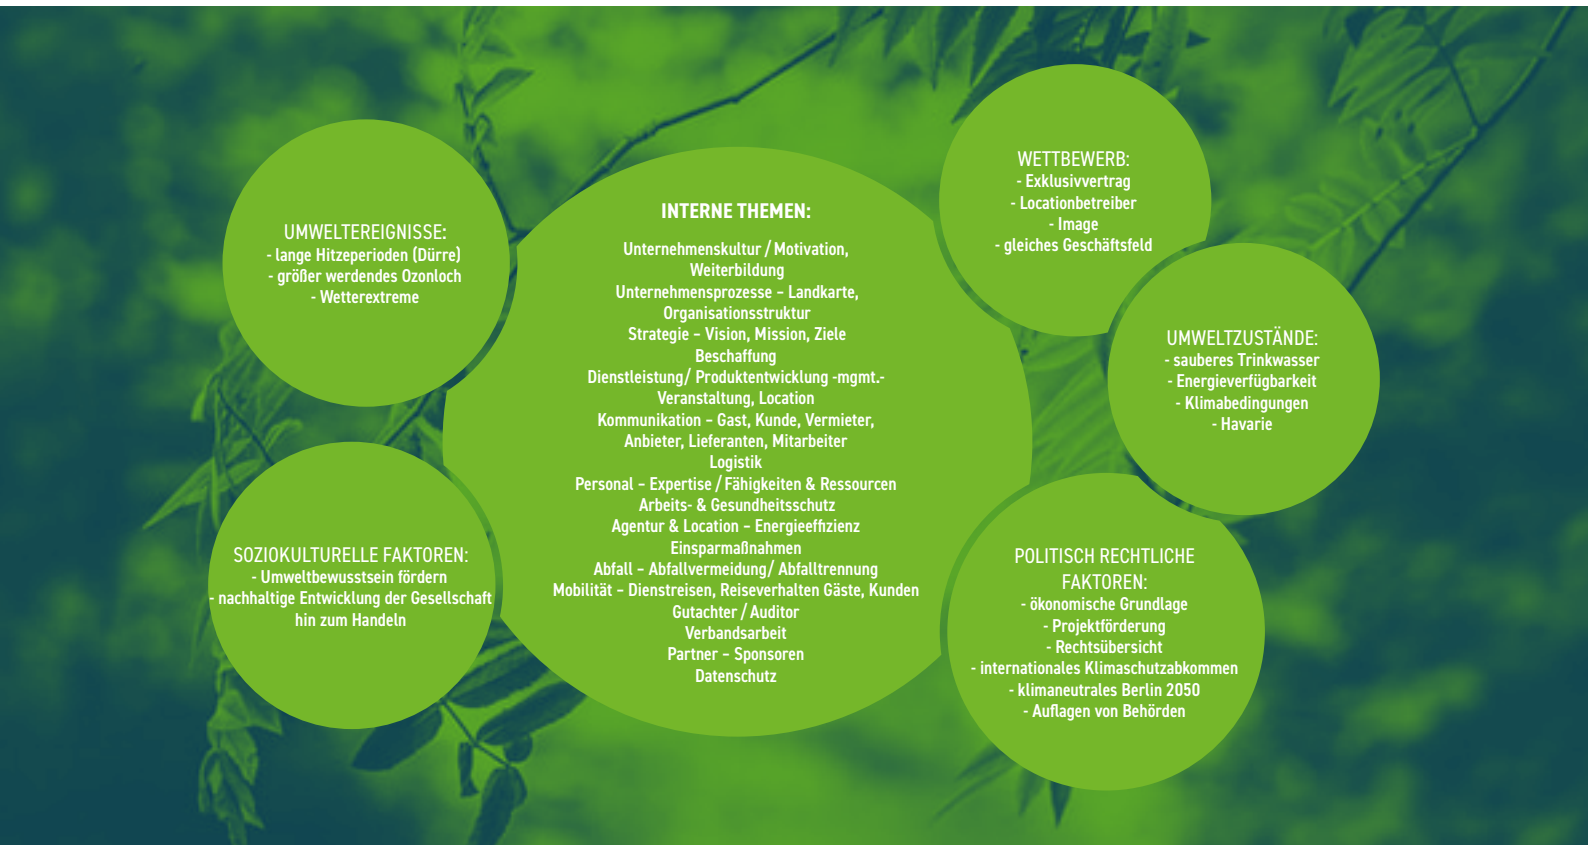 UMWELTEREIGNISSE:
- lange Hitzeperioden (Dürre)
- größer werdendes Ozonloch
- Wetterextreme
SOZIOKULTURELLE FAKTOREN:
- Umweltbewusstsein fördern
- nachhaltige Entwicklung der Gesellschaft
hin zum Handeln
INTERNE THEMEN:
Unternehmenskultur / Motivation,
Weiterbildung
Unternehmensprozesse – Landkarte,
Organisationsstruktur
Strategie – Vision, Mission, Ziele
Beschaffung
Dienstleistung/ Produktentwicklung -mgmt.-
Veranstaltung, Location
Kommunikation – Gast, Kunde, Vermieter,
Anbieter, Lieferanten, Mitarbeiter
Logistik
Personal – Expertise / Fähigkeiten & Ressourcen
Arbeits- & Gesundheitsschutz
Agentur & Location – Energieeffizienz
Einsparmaßnahmen
Abfall – Abfallvermeidung/ Abfalltrennung
Mobilität – Dienstreisen, Reiseverhalten Gäste, Kunden
Gutachter / Auditor
Verbandsarbeit
Partner – Sponsoren
Datenschutz
WETTBEWERB:
- Exklusivvertrag
- Locationbetreiber
- Image
- gleiches Geschäftsfeld
UMWELTZUSTÄNDE:
- sauberes Trinkwasser
- Energieverfügbarkeit
- Klimabedingungen
- Havarie
POLITISCH RECHTLICHE
FAKTOREN:
- ökonomische Grundlage
- Projektförderung
- Rechtsübersicht
- internationales Klimaschutzabkommen
- klimaneutrales Berlin 2050
- Auflagen von Behörden